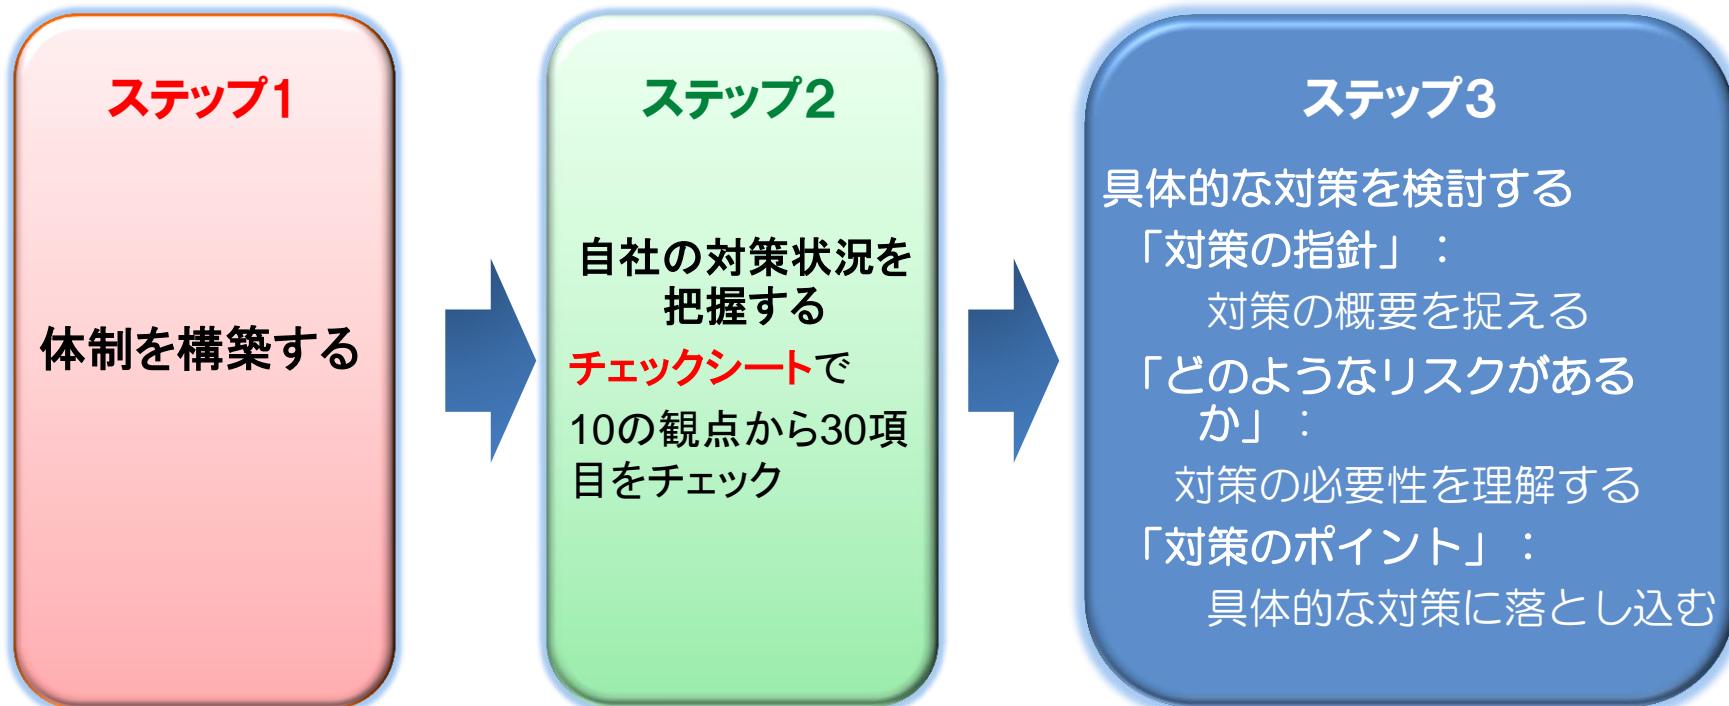 ステップ1
体制を構築する
ステップ2
自社の対策状況を
把握する
チェックシートで
10の観点から30項
目をチェック
ステップ3
具体的な対策を検討する
「対策の指針」：
対策の概要を捉える
「どのようなリスクがある
か」：
対策の必要性を理解する
「対策のポイント」：
具体的な対策に落とし込む